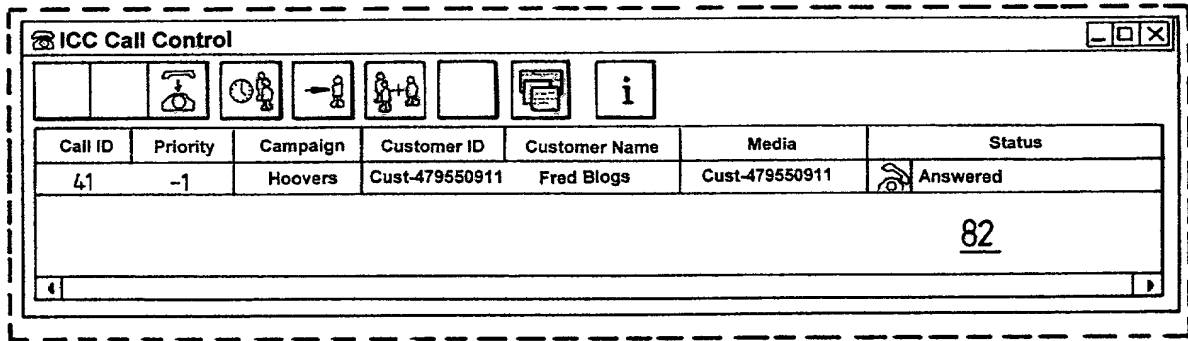 ICC Call Control
i
Call ID Priority Campaign Customer ID Customer Name Media Status
41 -1 Hoovers Cust-479550911 Fred Blogs Cust-479550911 Answered
82